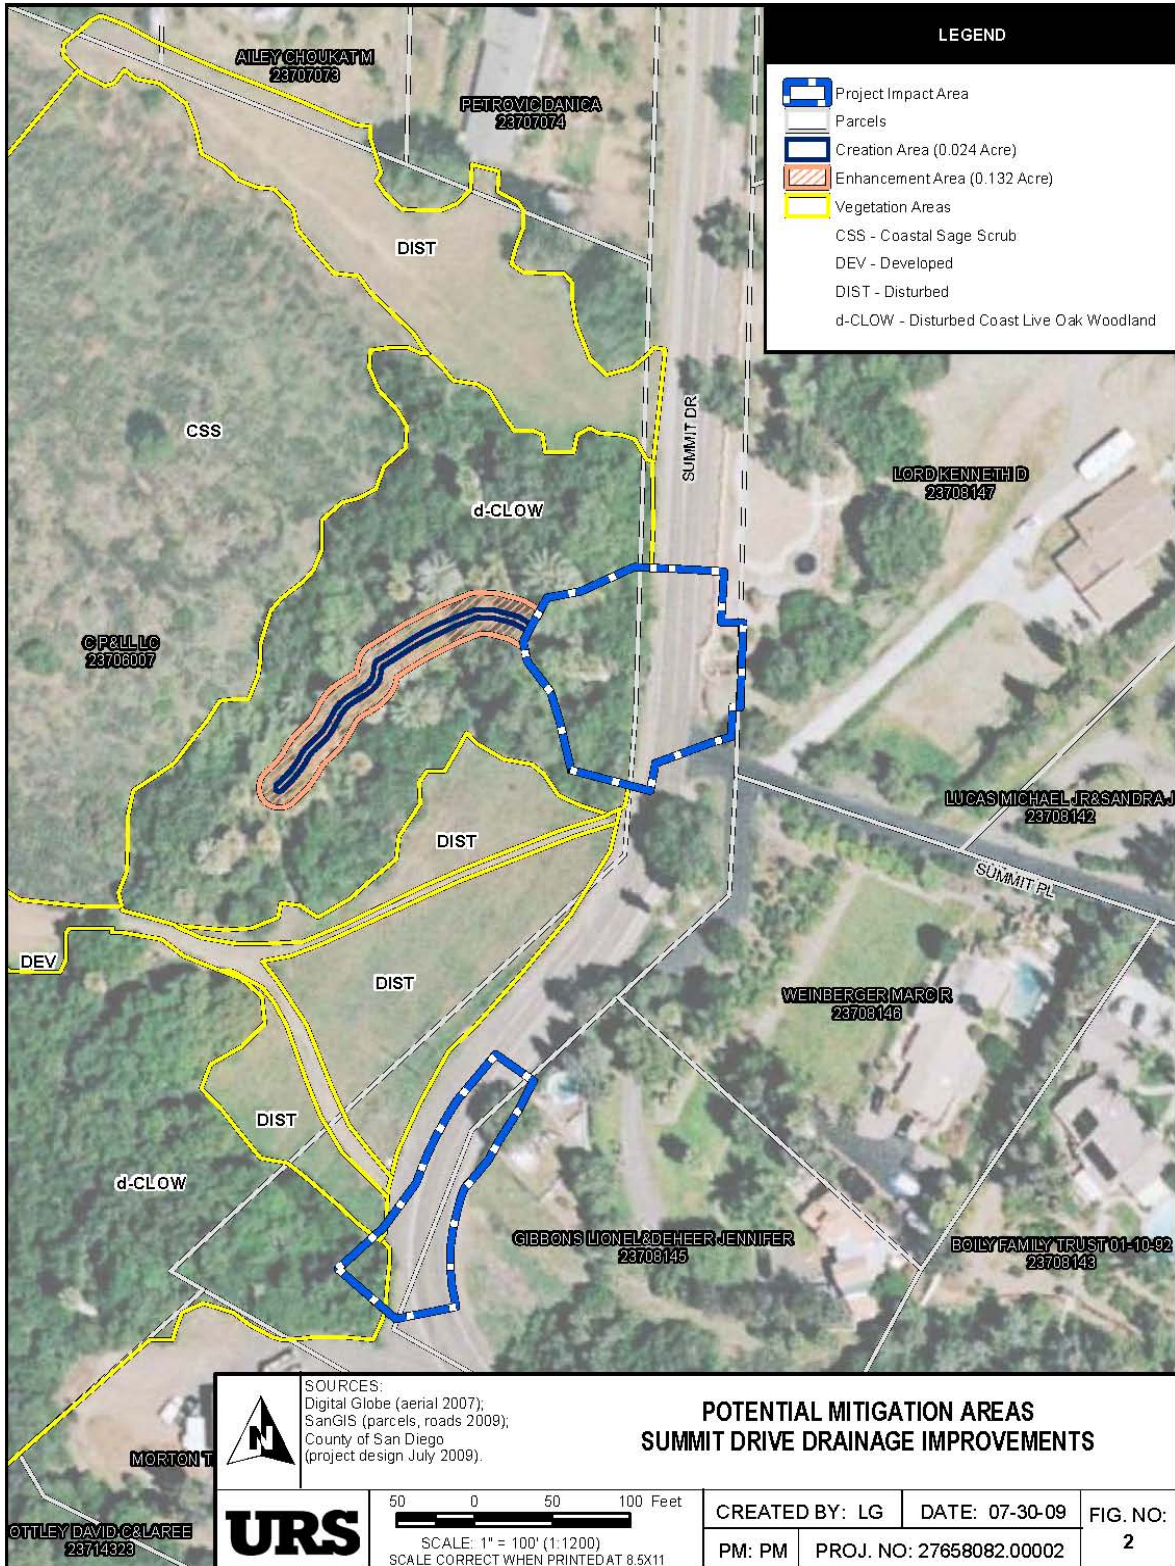 LEGEND
Project Impact Area
Parcels
Creation Area (0.024 Acre)
Enhancement Area (0.132 Acre)
Vegetation Areas
CSS - Coastal Sage Scrub
DEV - Developed
DIST - Disturbed
d-CLOW - Disturbed Coast Live Oak Woodland
AILEY CHOUKAT M
23707073
PETROVIC DANICA
23707074
DIST
SUMMIT DR
CSS
LORD KENNETH D
23708147
d-CLOW
C P&LL LC
23706007
LUCAS MICHAEL JR&SANDRA J
23708142
DIST
SUMMIT PL
DEV
DIST
WEINBERGER MARC R
23708146
DIST
d-CLOW
GIBBONS LIONEL&DEHEER JENNIFER
23708145
BOILY FAMILY TRUST 01-10-92
23708143
MORTON T
OTTLEY DAVID C&LAREE
23714323
N
SOURCES:
Digital Globe (aerial 2007);
SanGIS (parcels, roads 2009);
County of San Diego
(project design July 2009).
POTENTIAL MITIGATION AREAS
SUMMIT DRIVE DRAINAGE IMPROVEMENTS
URS
50 0 50 100 Feet
SCALE: 1" = 100' (1:1200)
SCALE CORRECT WHEN PRINTED AT 8.5X11
CREATED BY: LG
DATE: 07-30-09
FIG. NO:
2
PM: PM
PROJ. NO: 27658082.00002